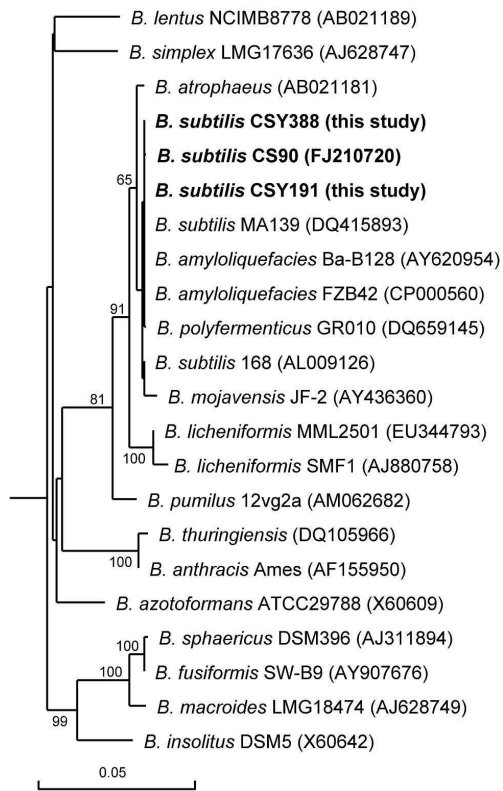 B. lentus NCIMB8778 (AB021189)
B. simplex LMG17636 (AJ628747)
B. atrophaeus (AB021181)
B. subtilis CSY388 (this study)
B. subtilis CS90 (FJ210720)
65
B. subtilis CSY191 (this study)
B. subtilis MA139 (DQ415893)
B. amyloliquefacies Ba-B128 (AY620954)
B. amyloliquefacies FZB42 (CP000560)
91
B. polyfermenticus GR010 (DQ659145)
B. subtilis 168 (AL009126)
B. mojavensis JF-2 (AY436360)
81
B. licheniformis MML2501 (EU344793)
100
B. licheniformis SMF1 (AJ880758)
B. pumilus 12vg2a (AM062682)
B. thuringiensis (DQ105966)
100
B. anthracis Ames (AF155950)
B. azotoformans ATCC29788 (X60609)
B. sphaericus DSM396 (AJ311894)
100
B. fusiformis SW-B9 (AY907676)
100
B. macroides LMG18474 (AJ628749)
99
B. insolitus DSM5 (X60642)
0.05